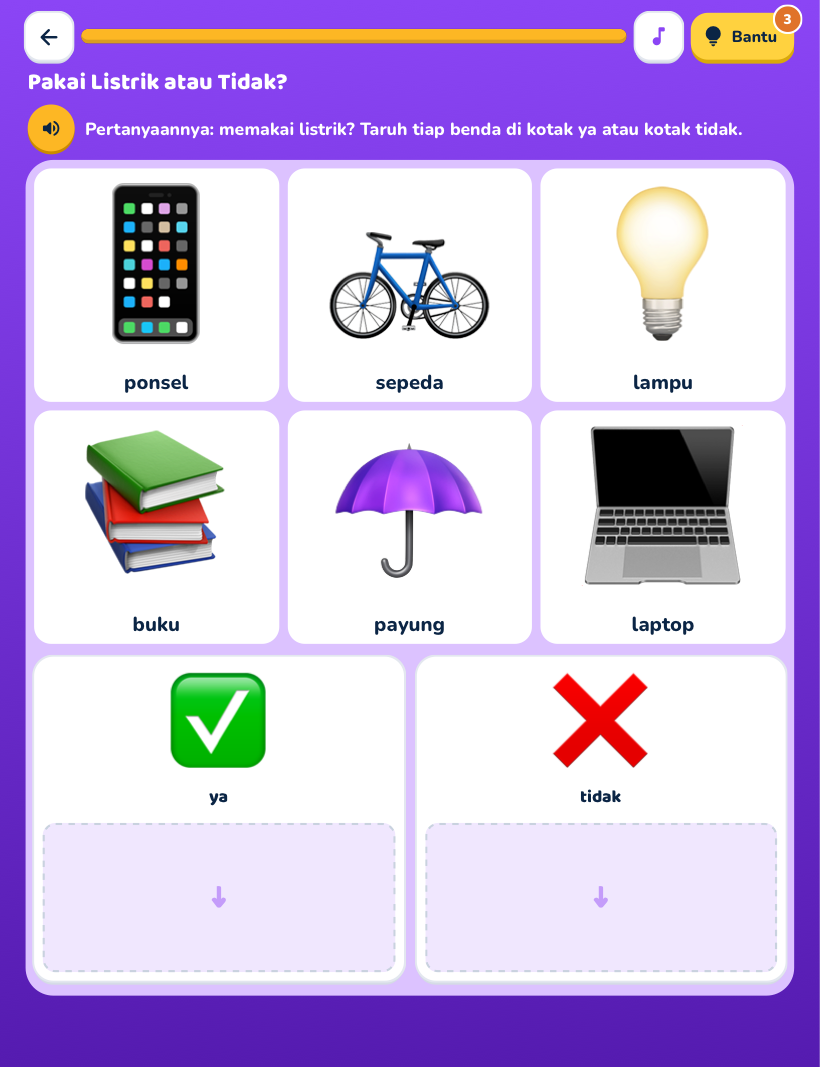 3
Bantu
Pakai Listrik atau Tidak?
Pertanyaannya: memakai listrik? Taruh tiap benda di kotak ya atau kotak tidak.
ponsel
sepeda
lampu
buku
payung
laptop
ya
tidak